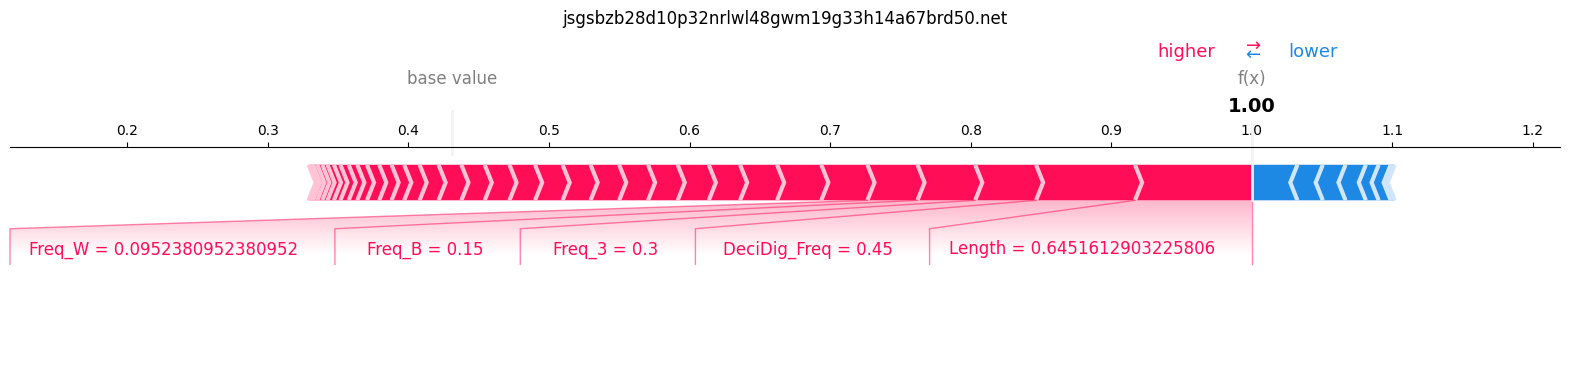 jsgsbzb28d10p32nrlwl48gwm19g33h14a67brd50.net
higher ⇄ lower
base value f(x)
1.00
0.2 0.3 0.4 0.5 0.6 0.7 0.8 0.9 1.0 1.1 1.2
Freq_W = 0.0952380952380952 Freq_B = 0.15 Freq_3 = 0.3 DeciDig_Freq = 0.45 Length = 0.6451612903225806